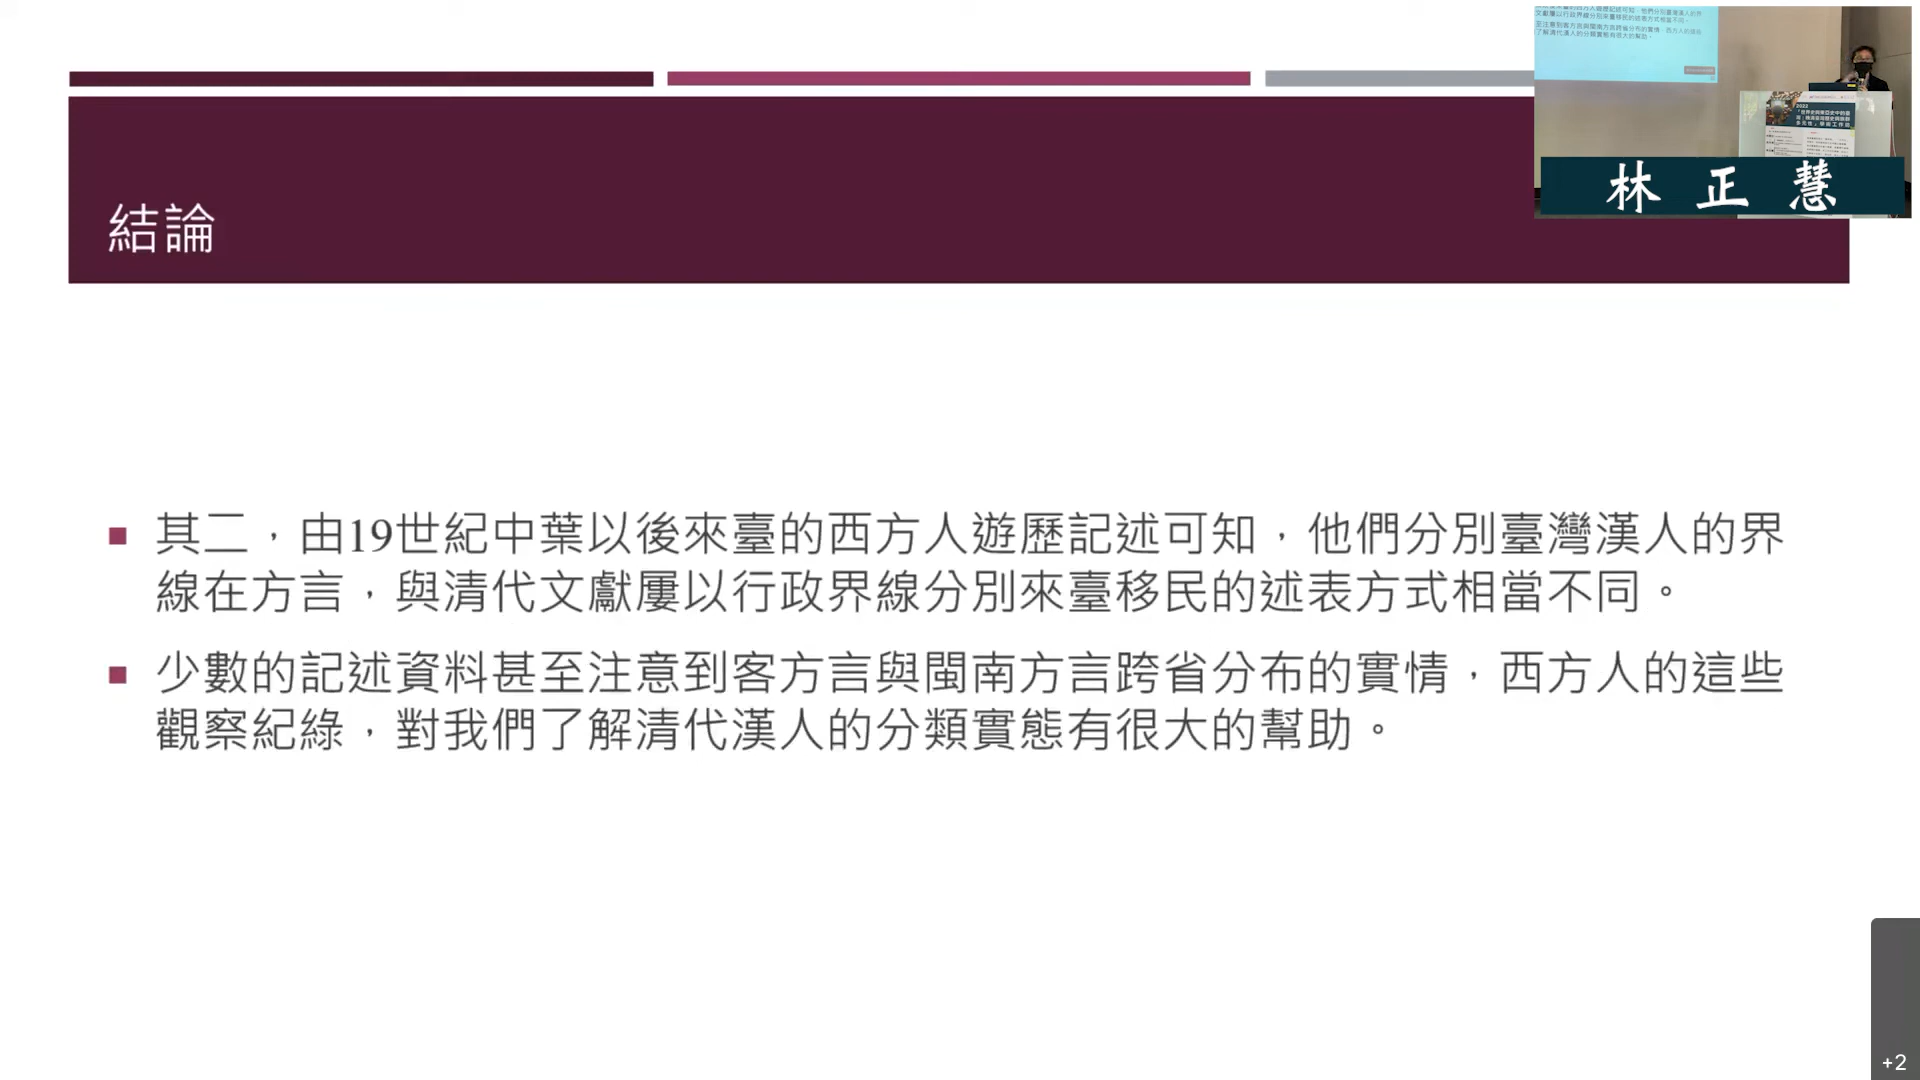 結論
林正慧
其二，由19世紀中葉以後來臺的西方人遊歷記述可知，他們分別臺灣漢人的界
線在方言，與清代文獻屢以行政界線分別來臺移民的述表方式相當不同。
少數的記述資料甚至注意到客方言與閩南方言跨省分布的實情，西方人的這些
觀察紀綠，對我們了解清代漢人的分類實態有很大的幫助。
+2